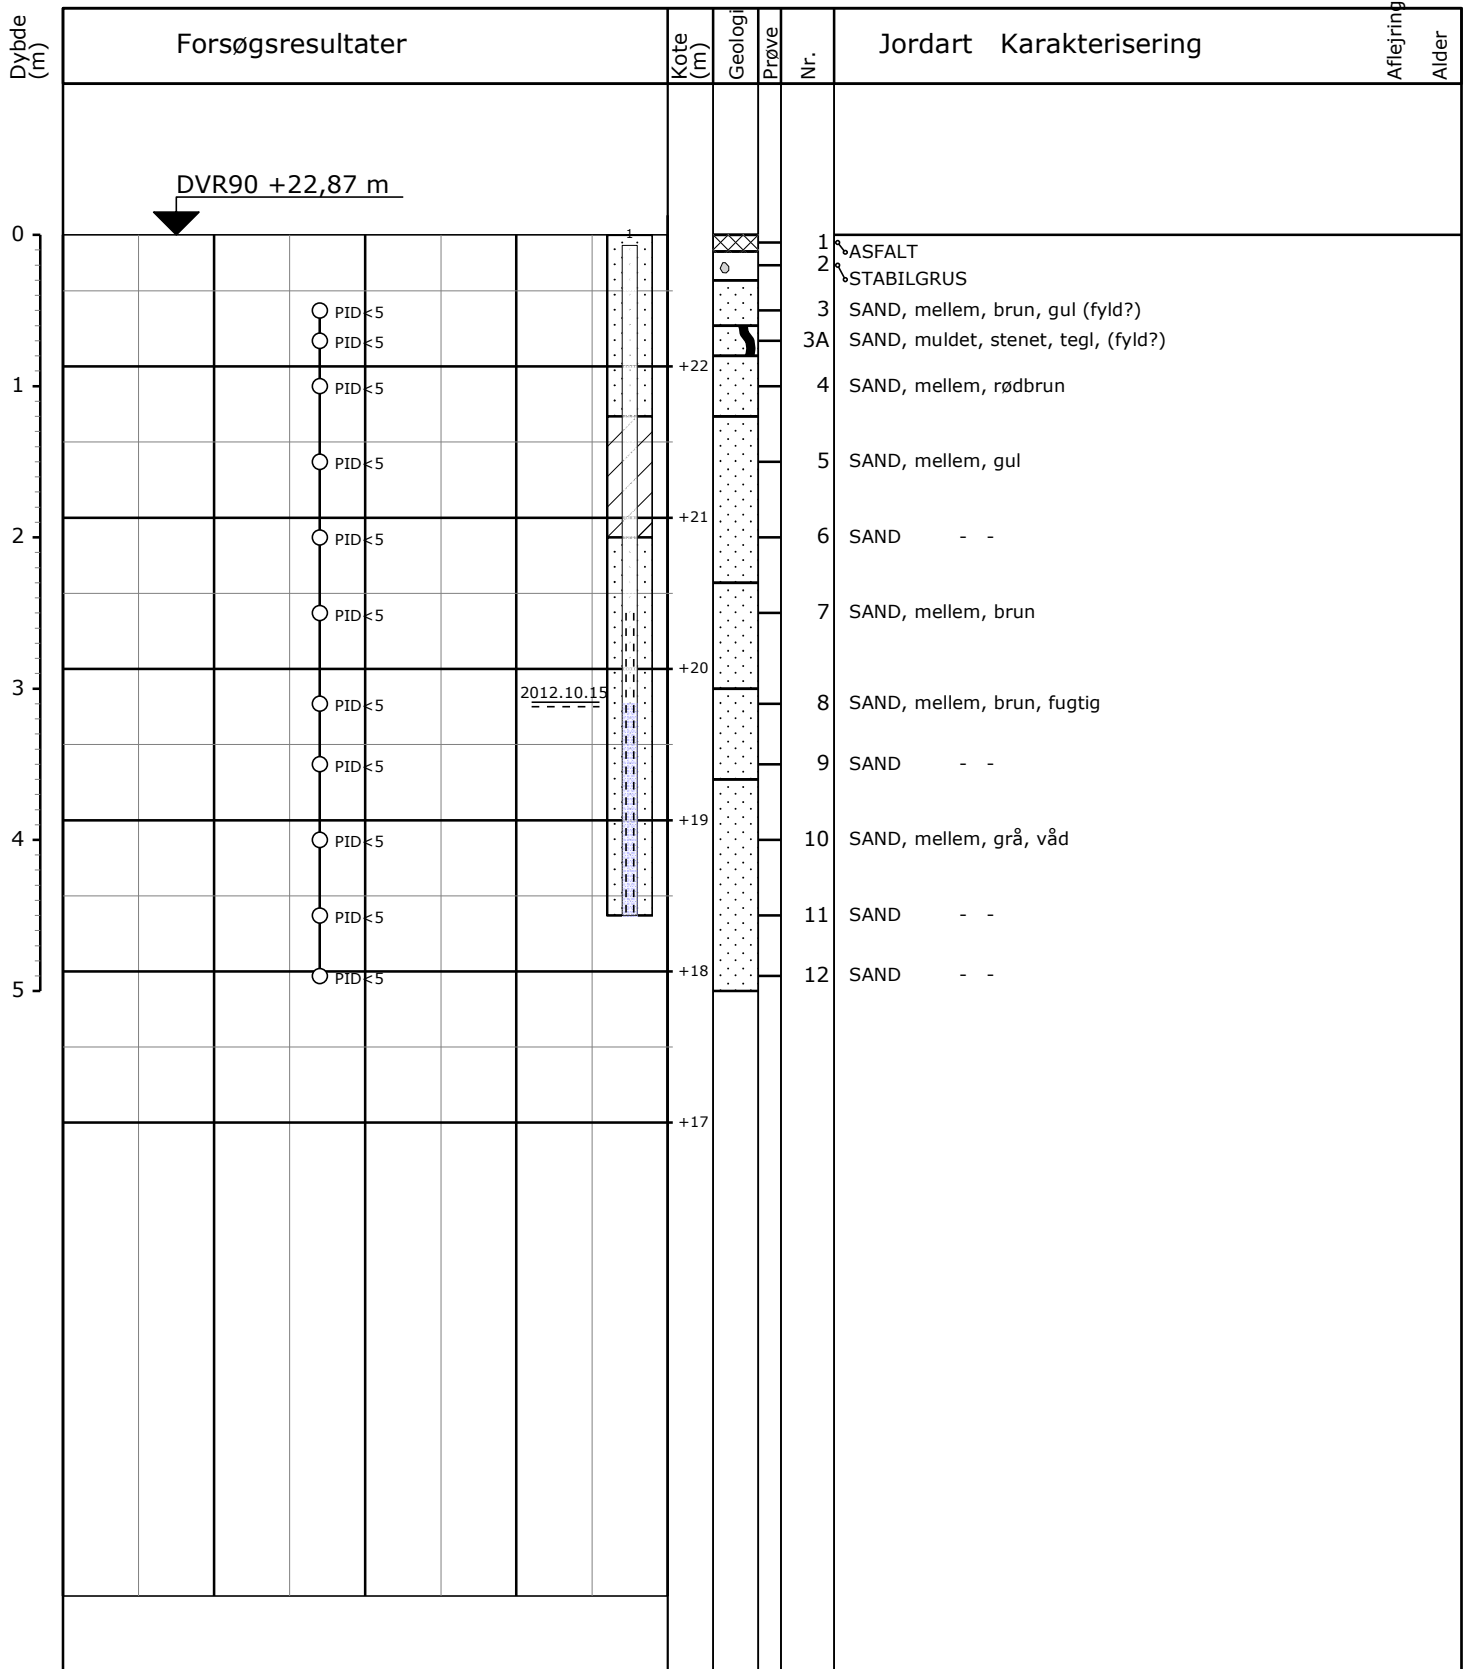 Dybde (m)
Forsøgsresultater
Kote (m)
Geologi
Prøve
Nr.
Jordart Karakterisering
Aflejring
Alder
DVR90 +22,87 m
0
1
1
ASFALT
2
STABILGRUS
PID<5
3 SAND, mellem, brun, gul (fyld?)
PID<5
3A SAND, muldet, stenet, tegl, (fyld?)
+22
1
PID<5
4 SAND, mellem, rødbrun
PID<5
5 SAND, mellem, gul
+21
2
PID<5
6 SAND - -
PID<5
7 SAND, mellem, brun
+20
3
2012.10.15
PID<5
8 SAND, mellem, brun, fugtig
PID<5
9 SAND - -
+19
4
PID<5
10 SAND, mellem, grå, våd
PID<5
11 SAND - -
+18
PID<5
12 SAND - -
5
+17